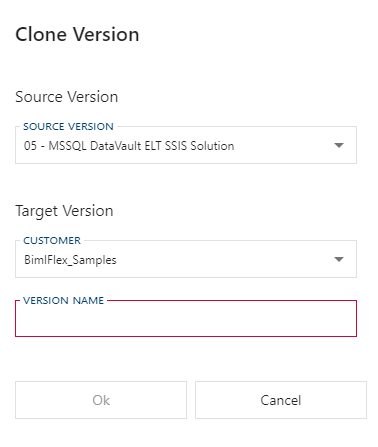 Clone Version
Source Version
SOURCE VERSION
05 - MSSQL DataVault ELT SSIS Solution
Target Version
CUSTOMER
BimlFlex_Samples
VERSION NAME
Ok
Cancel